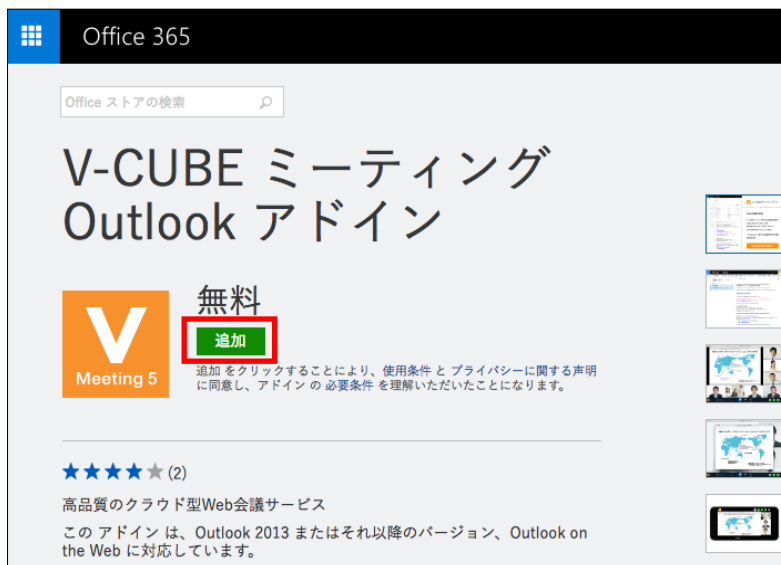 Office 365
Office ストアの検索
V-CUBE ミーティング
Outlook アドイン
無料
追加
V
Meeting 5
追加 をクリックすることにより、使用条件 と プライバシーに関する声明
に同意し、アドイン の 必要条件 を理解いただいたことになります。
(2)
高品質のクラウド型Web会議サービス
この アドイン は、Outlook 2013 またはそれ以降のバージョン、Outlook on
the Web に対応しています。